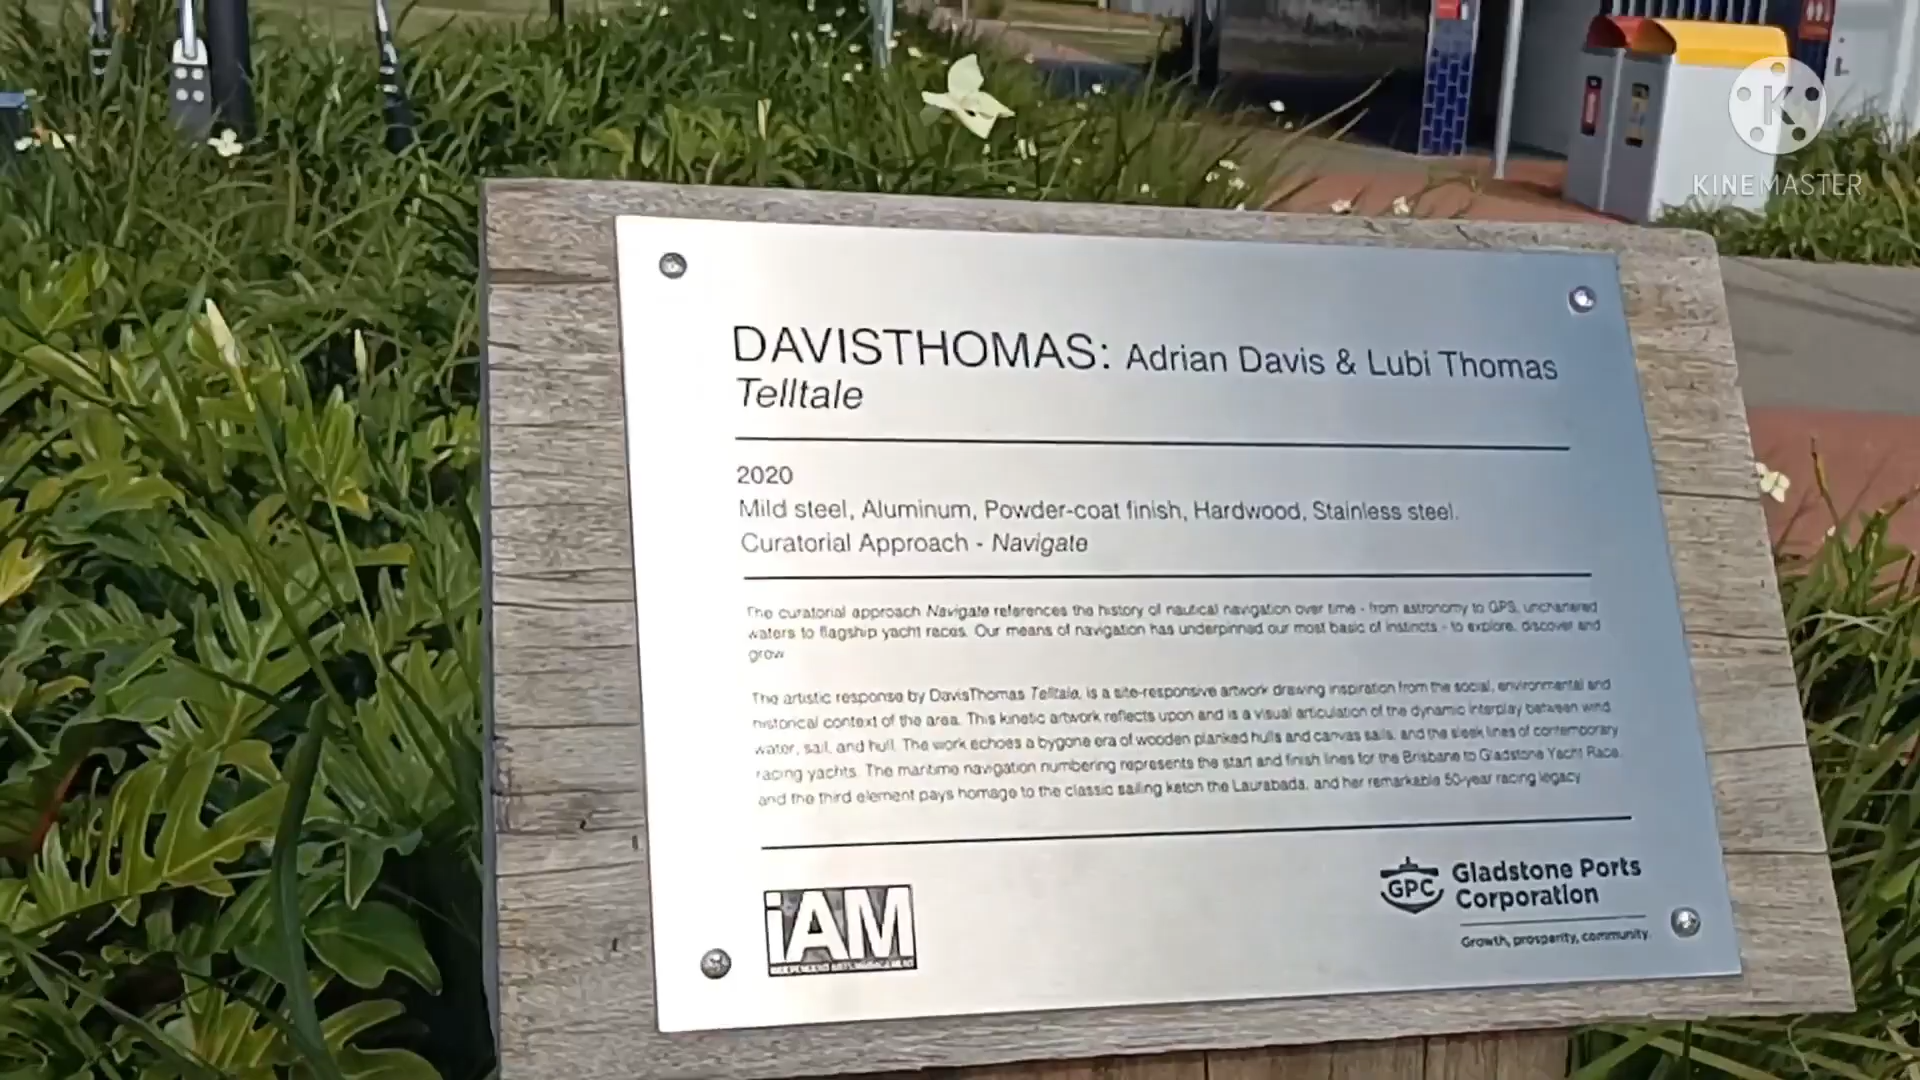 KINEMASTER
DAVISTHOMAS: Adrian Davis & Lubi Thomas
Telltale
2020
Mild steel, Aluminum, Powder-coat finish, Hardwood, Stainless steel.
Curatorial Approach - Navigate
The curatorial approach Navigate references the history of nautical navigation over time - from astronomy to GPS, unchartered
waters to flagship yacht races. Our means of navigation has underpinned our most basic of instincts - to explore, discover and
grow
The artistic response by DavisThomas Telltale, is a site-responsive artwork drawing inspiration from the social, environmental and
historical context of the area. This kinetic artwork reflects upon and is a visual articulation of the dynamic interplay between wind
water, sail, and hull. The work echoes a bygone era of wooden planked hulls and canvas sails, and the sleek lines of contemporary
racing yachts. The maritime navigation numbering represents the start and finish lines for the Brisbane to Gladstone Yacht Race
and the third element pays homage to the classic sailing ketch the Laurabada, and her remarkable 50-year racing legacy
iAM
INDEPENDENT ARTS MANAGEMENT
GPC
Gladstone Ports
Corporation
Growth, prosperity, community.